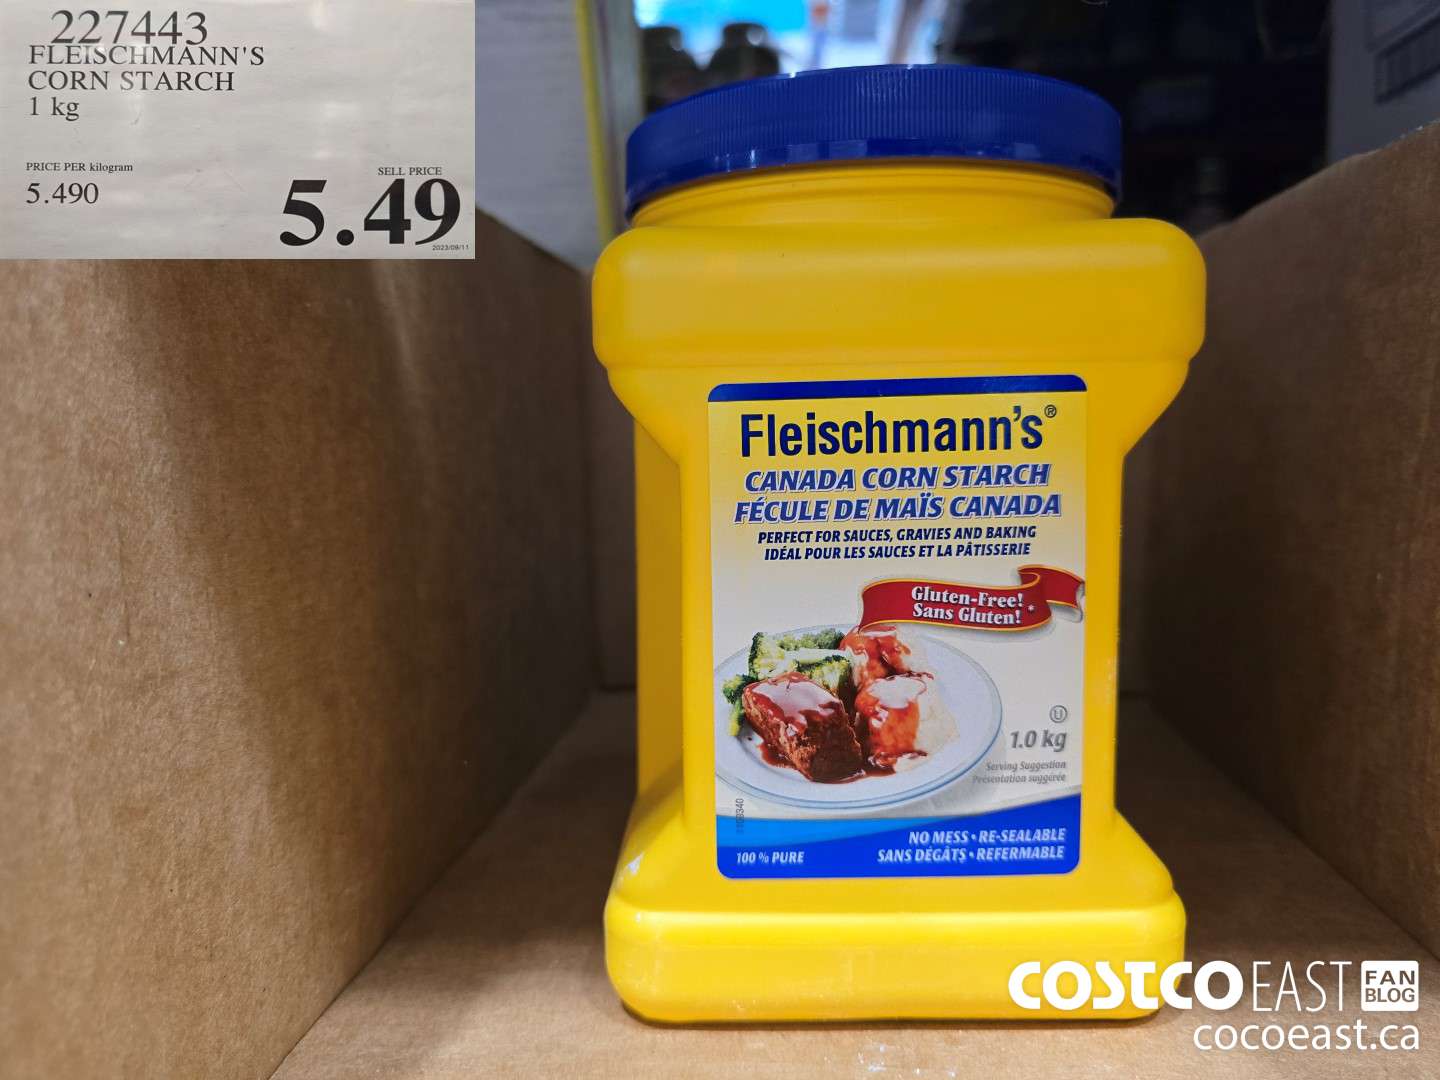 227443
FLEISCHMANN'S
CORN STARCH
1 kg
PRICE PER kilogram
5.490
SELL PRICE
5.49
2023/09/11
Fleischmann's®
CANADA CORN STARCH
FÉCULE DE MAÏS CANADA
PERFECT FOR SAUCES, GRAVIES AND BAKING
IDÉAL POUR LES SAUCES ET LA PÂTISSERIE
Gluten-Free!
Sans Gluten! *
U
1.0 kg
Serving Suggestion
Présentation suggérée
NO MESS • RE-SEALABLE
100 % PURE
SANS DÉGÂTS • REFERMABLE
COSTCO EAST FAN BLOG
cocoeast.ca